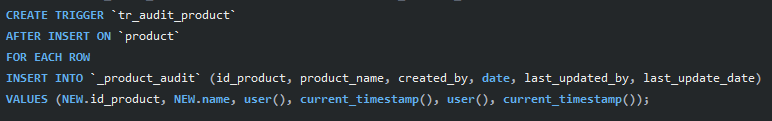 CREATE TRIGGER `tr_audit_product`
AFTER INSERT ON `product`
FOR EACH ROW
INSERT INTO `_product_audit` (id_product, product_name, created_by, date, last_updated_by, last_update_date)
VALUES (NEW.id_product, NEW.name, user(), current_timestamp(), user(), current_timestamp());